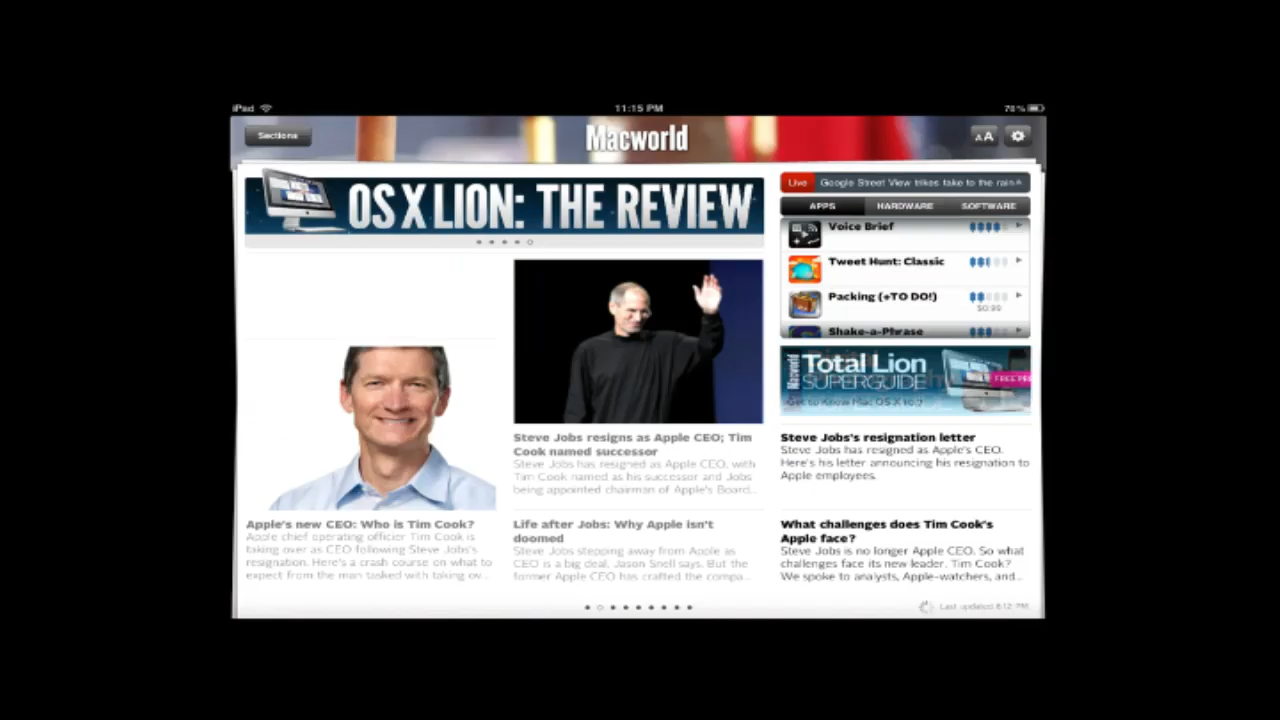 iPad
11:15 PM
76%
Sections
Macworld
AA
OS X LION: THE REVIEW
Live
Google Street View trikes take to the rain
APPS
HARDWARE
SOFTWARE
Voice Brief
Tweet Hunt: Classic
Packing (+TO DO!)
$0.99
Shake-a-Phrase
Macworld
Total Lion
SUPERGUIDE
FREE PRE
Get to Know Mac OS X 10.7
Steve Jobs resigns as Apple CEO; Tim
Cook named successor
Steve Jobs has resigned as Apple CEO, with
Tim Cook named as his successor and Jobs
being appointed chairman of Apple's Board...
Steve Jobs's resignation letter
Steve Jobs has resigned as Apple's CEO.
Here's his letter announcing his resignation to
Apple employees.
Apple's new CEO: Who is Tim Cook?
Apple chief operating officer Tim Cook is
taking over as CEO following Steve Jobs's
resignation. Here's a crash course on what to
expect from the man tasked with taking ov...
Life after Jobs: Why Apple isn't
doomed
Steve Jobs stepping away from Apple as
CEO is a big deal, Jason Snell says. But the
former Apple CEO has crafted the compa...
What challenges does Tim Cook's
Apple face?
Steve Jobs is no longer Apple CEO. So what
challenges face its new leader, Tim Cook?
We spoke to analysts, Apple-watchers, and...
Last updated 8:12 PM